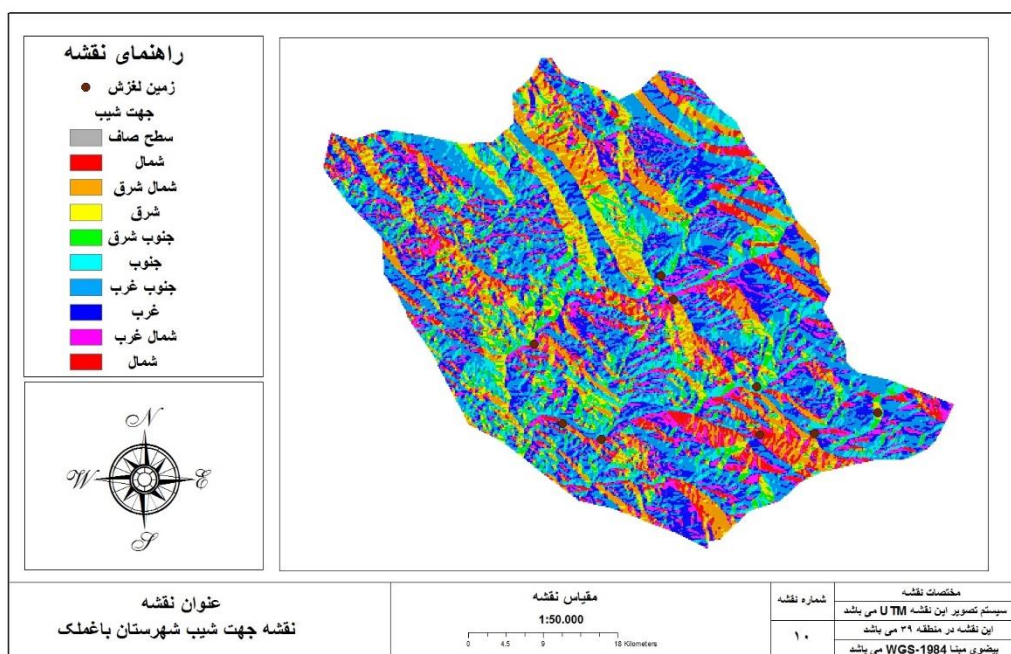 راهنمای نقشه
زمین لغزش
جهت شیب
سطح صاف
شمال
شمال شرق
شرق
جنوب شرق
جنوب
جنوب غرب
غرب
شمال غرب
شمال
N
W E
S
عنوان نقشه
نقشه جهت شیب شهرستان باغملک
مقیاس نقشه
1:50.000
0 4.5 9 18 Kilometers
شماره نقشه
۱۰
مختصات نقشه
سیستم تصویر این نقشه UTM می باشد
این نقشه در منطقه ۳۹ می باشد
بیضوی مبنا WGS-1984 می باشد